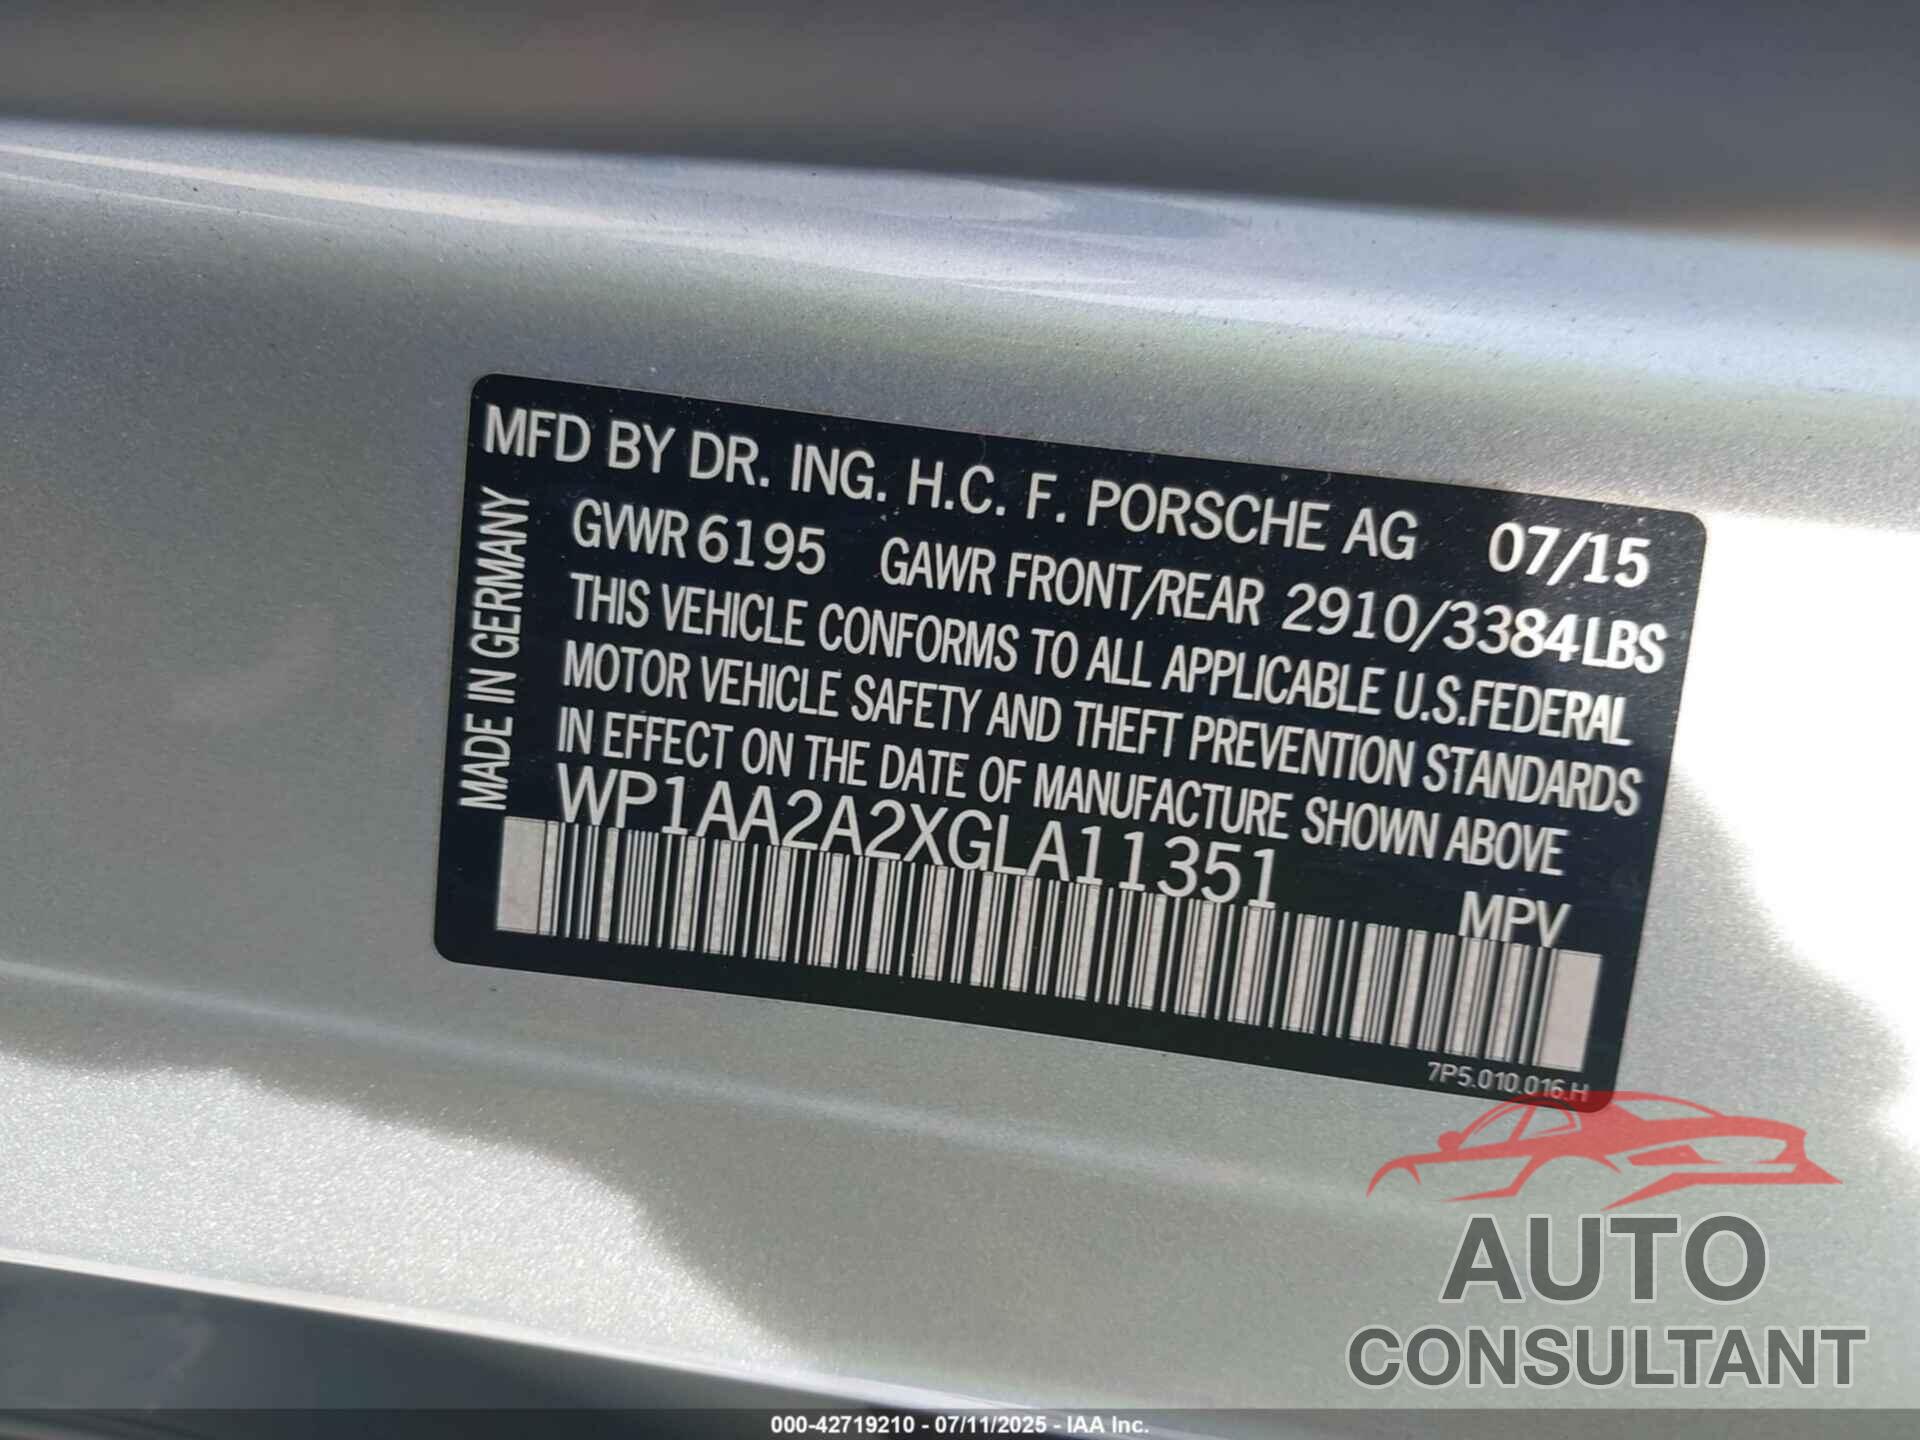 MFD BY DR. ING. H.C. F. PORSCHE AG 07/15
GVWR 6195 GAWR FRONT/REAR 2910/3384LBS
THIS VEHICLE CONFORMS TO ALL APPLICABLE U.S.FEDERAL
MOTOR VEHICLE SAFETY AND THEFT PREVENTION STANDARDS
IN EFFECT ON THE DATE OF MANUFACTURE SHOWN ABOVE
WP1AA2A2XGLA11351
MPV
MADE IN GERMANY
7P5.010.016.H
AUTO
CONSULTANT
000-42719210 - 07/11/2025 - IAA Inc.